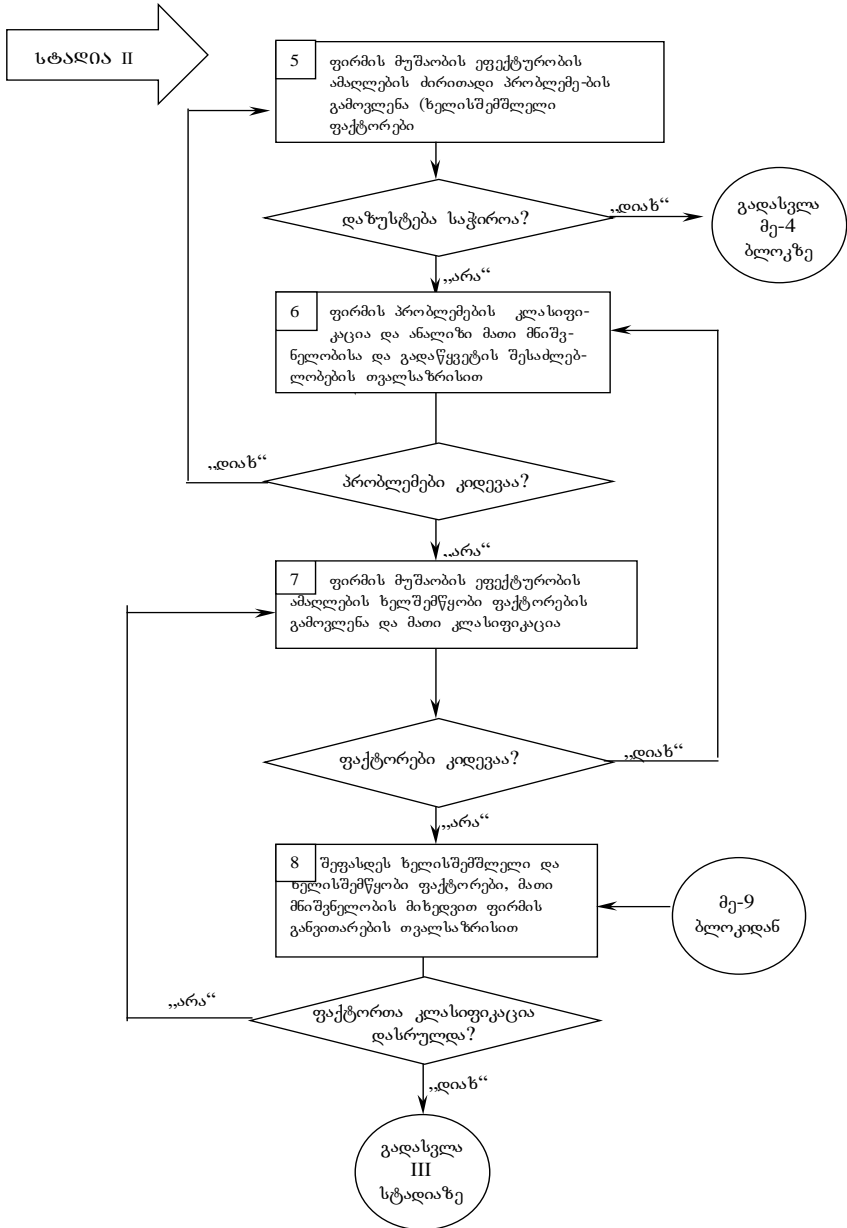 სტადია II
5 ფირმის მუშაობის ეფექტურობის
ამაღლების ძირითადი პრობლემე-ბის
გამოვლენა (ხელისშემშლელი
ფაქტორები
დაზუსტება საჭიროა?
„დიახ“
გადასვლა
მე-4
ბლოკზე
„არა“
6 ფირმის პრობლემების კლასიფი-
კაცია და ანალიზი მათი მნიშვ-
ნელობისა და გადაწყვეტის შესაძლებ-
ლობების თვალსაზრისით
„დიახ“
პრობლემები კიდევაა?
„არა“
7 ფირმის მუშაობის ეფექტურობის
ამაღლების ხელშემწყობი ფაქტორების
გამოვლენა და მათი კლასიფიკაცია
ფაქტორები კიდევაა?
„დიახ“
„არა“
8 შეფასდეს ხელისშემშლელი და
ხელისშემწყობი ფაქტორები, მათი
მნიშვნელობის მიხედვით ფირმის
განვითარების თვალსაზრისით
მე-9
ბლოკიდან
„არა“
ფაქტორთა კლასიფიკაცია
დასრულდა?
„დიახ“
გადასვლა
III
სტადიაზე